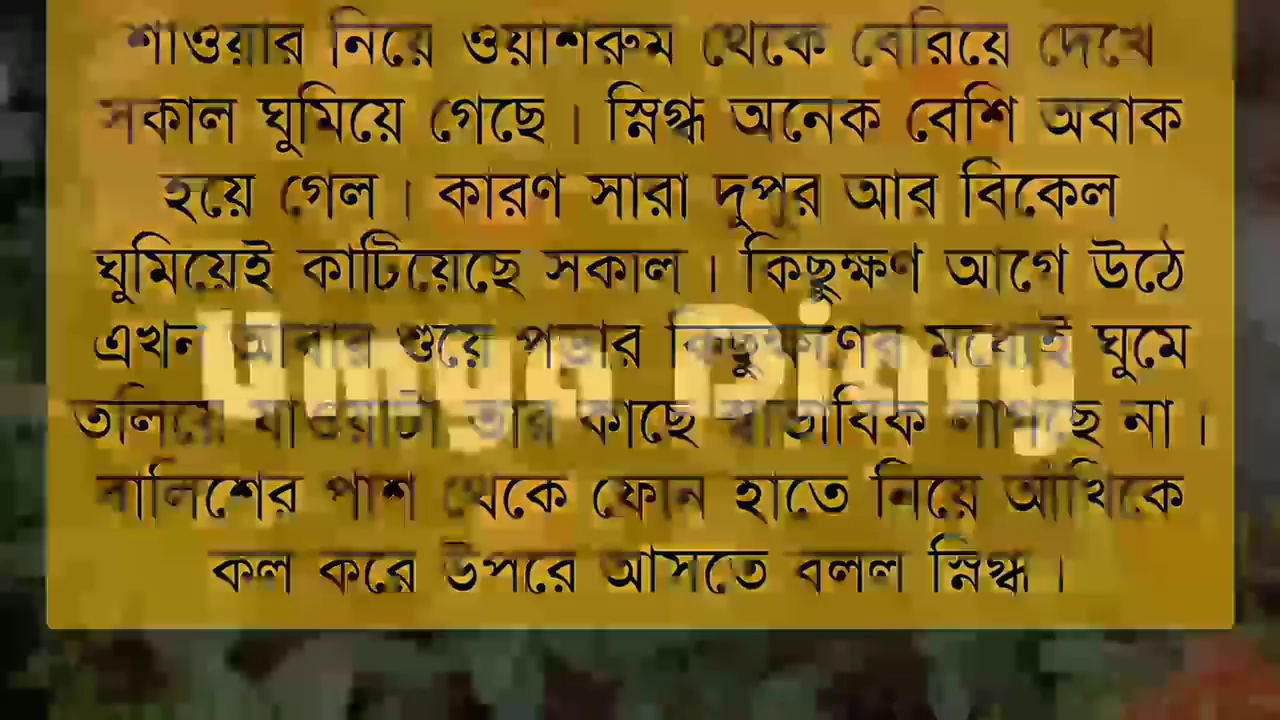 শাওয়ার নিয়ে ওয়াশরুম থেকে বেরিয়ে দেখে
সকাল ঘুমিয়ে গেছে। স্নিগ্ধ অনেক বেশি অবাক
হয়ে গেল। কারণ সারা দুপুর আর বিকেল
ঘুমিয়েই কাটিয়েছে সকাল। কিছুক্ষণ আগে উঠে
এখন আবার শুয়ে পড়ার কিছুক্ষণের মধ্যেই ঘুমে
তলিয়ে যাওয়াটা তার কাছে স্বাভাবিক লাগছে না।
বালিশের পাশ থেকে ফোন হাতে নিয়ে আঁখিকে
কল করে উপরে আসতে বলল স্নিগ্ধ।